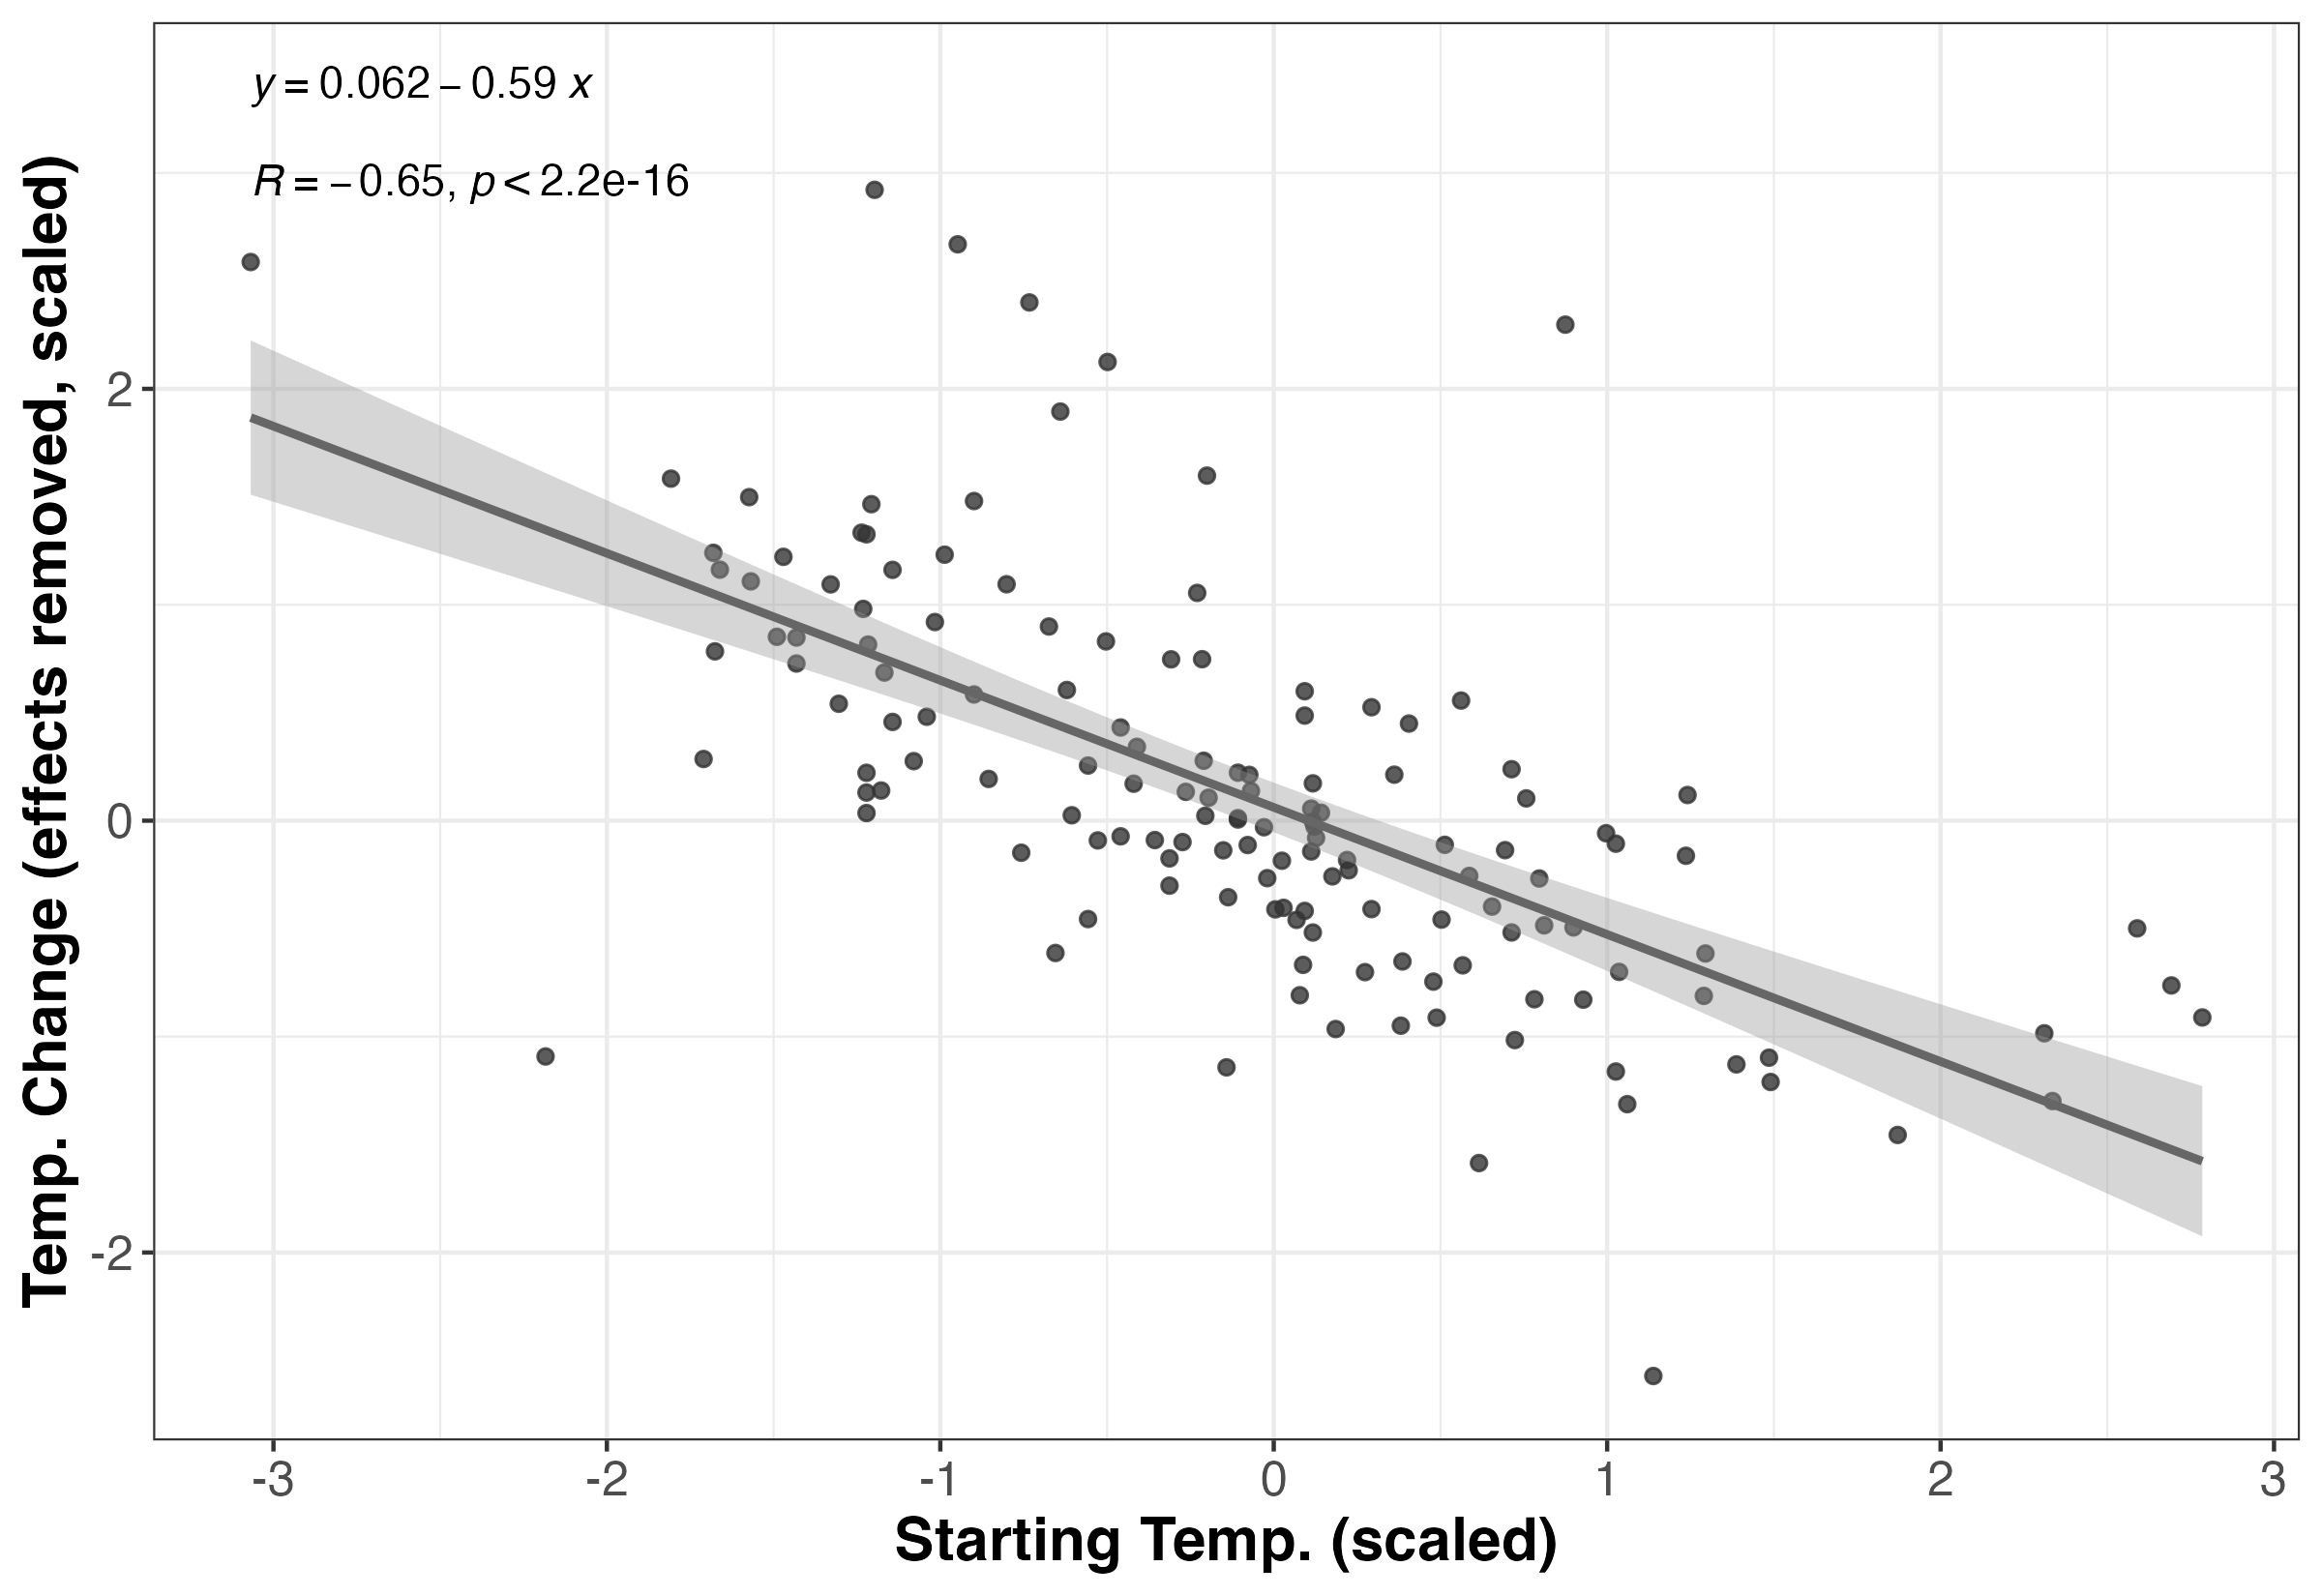 y = 0.062 − 0.59 x
R = −0.65, p < 2.2e-16
Temp. Change (effects removed, scaled)
2
0
-2
-3 -2 -1 0 1 2 3
Starting Temp. (scaled)